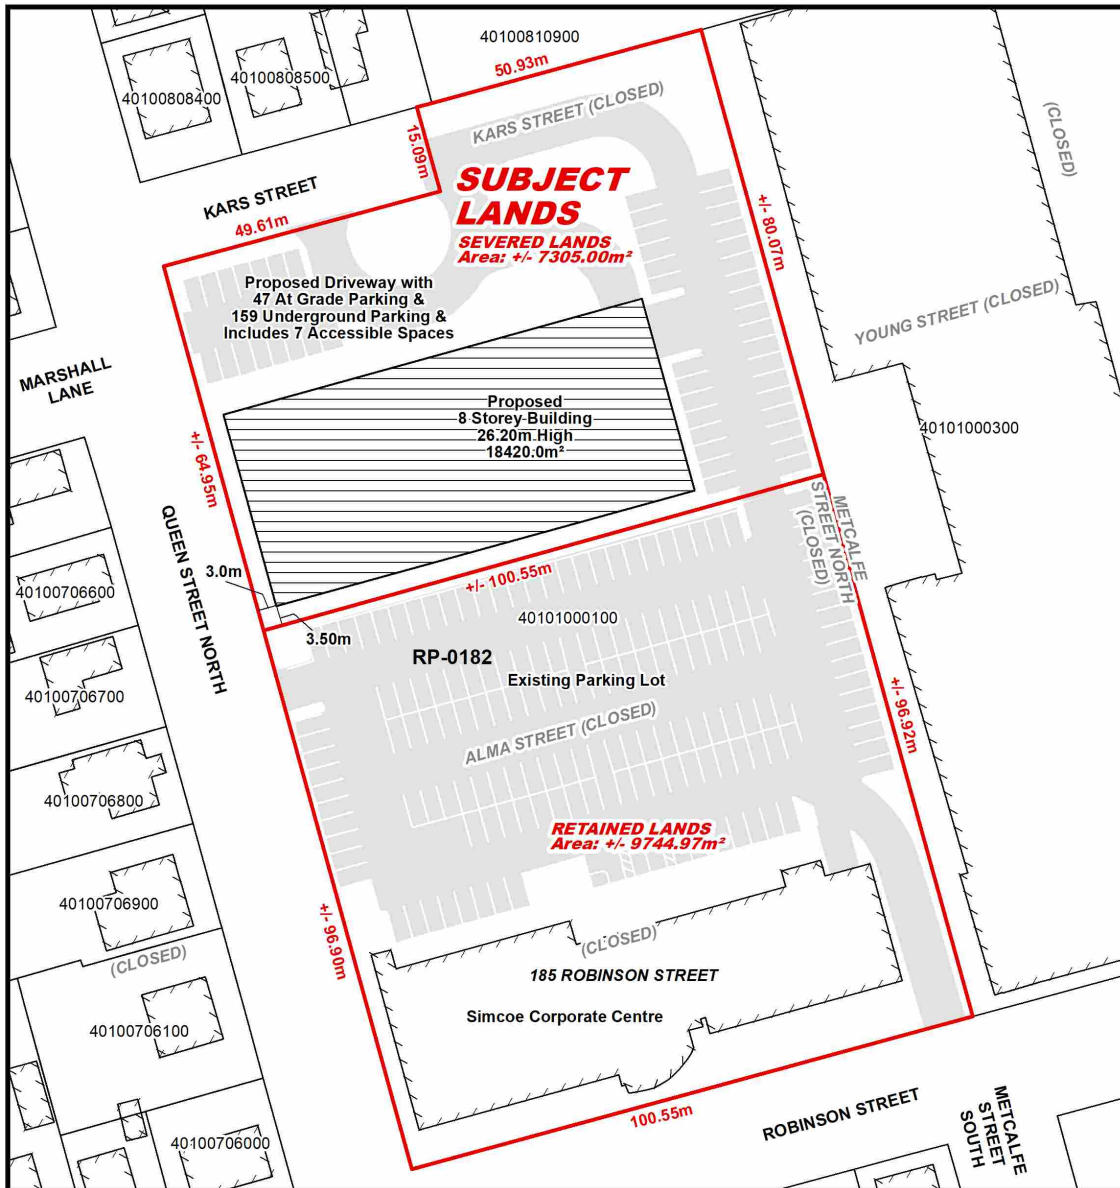 40100810900
50.93m
40100808500
40100808400
KARS STREET (CLOSED)
(CLOSED)
15.09m
KARS STREET
49.61m
SUBJECT
LANDS
SEVERED LANDS
Area: +/- 7305.00m²
+/- 80.07m
Proposed Driveway with
47 At Grade Parking &
159 Underground Parking &
Includes 7 Accessible Spaces
YOUNG STREET (CLOSED)
MARSHALL
LANE
Proposed
8 Storey Building
26.20m High
18420.0m²
40101000300
+/- 64.95m
QUEEN STREET NORTH
METCALFE
STREET NORTH
(CLOSED)
3.0m
+/- 100.55m
40100706600
3.50m
40101000100
RP-0182
Existing Parking Lot
40100706700
ALMA STREET (CLOSED)
+/- 96.92m
40100706800
RETAINED LANDS
Area: +/- 9744.97m²
40100706900
(CLOSED)
+/- 96.90m
(CLOSED)
185 ROBINSON STREET
Simcoe Corporate Centre
40100706100
100.55m
ROBINSON STREET
METCALFE
STREET
SOUTH
40100706000